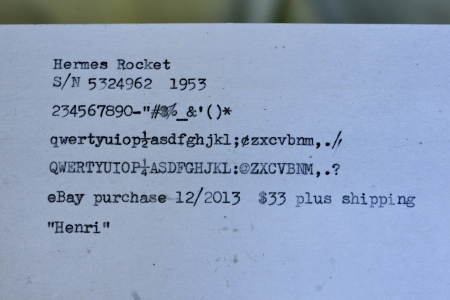 Hermes Rocket
S/N 5324962 1953
234567890-"#$%_&'()*
qwertyuiop½asdfghjkl;¢zxcvbnm,./
QWERTYUIOP¼ASDFGHJKL:@ZXCVBNM,.?
eBay purchase 12/2013 $33 plus shipping
"Henri"